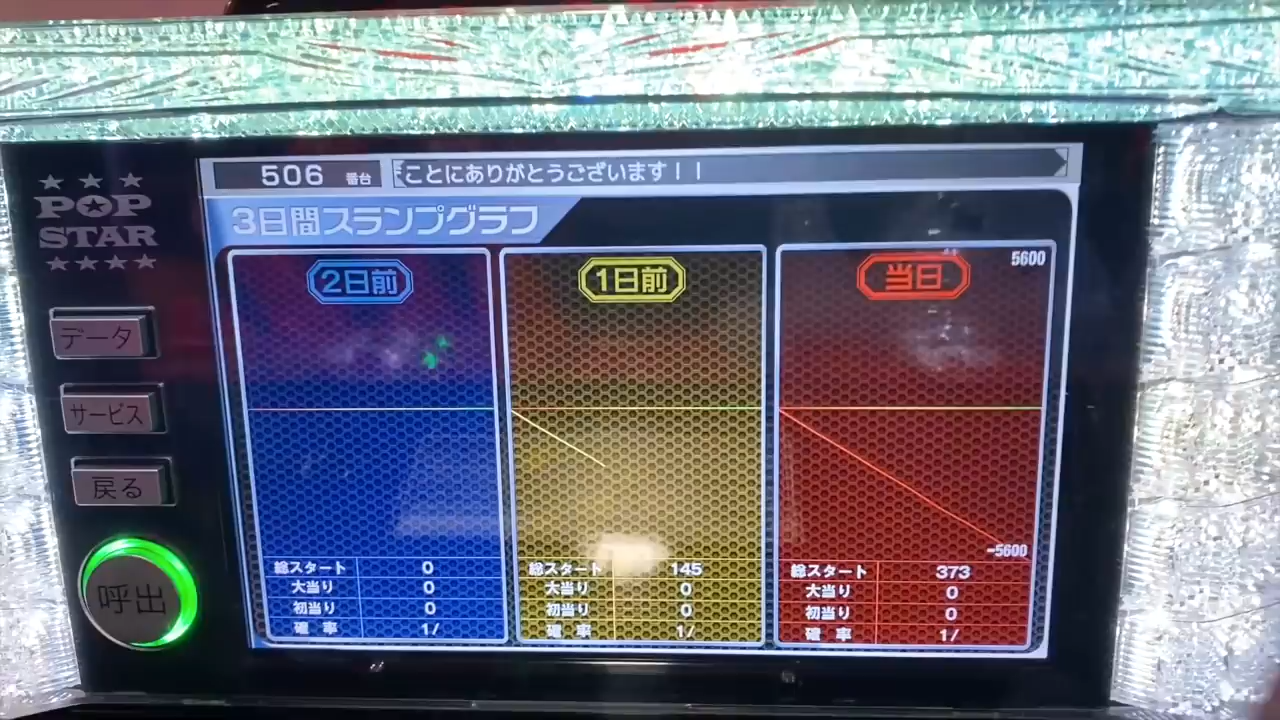 506 番台 ことにありがとうございます！！
POP
STAR
3日間スランプグラフ
2日前
1日前
当日
5600
データ
サービス
戻る
呼出
-5600
総スタート 0
大当り 0
初当り 0
確 率 1/
総スタート 145
大当り 0
初当り 0
確 率 1/
総スタート 373
大当り 0
初当り 0
確 率 1/